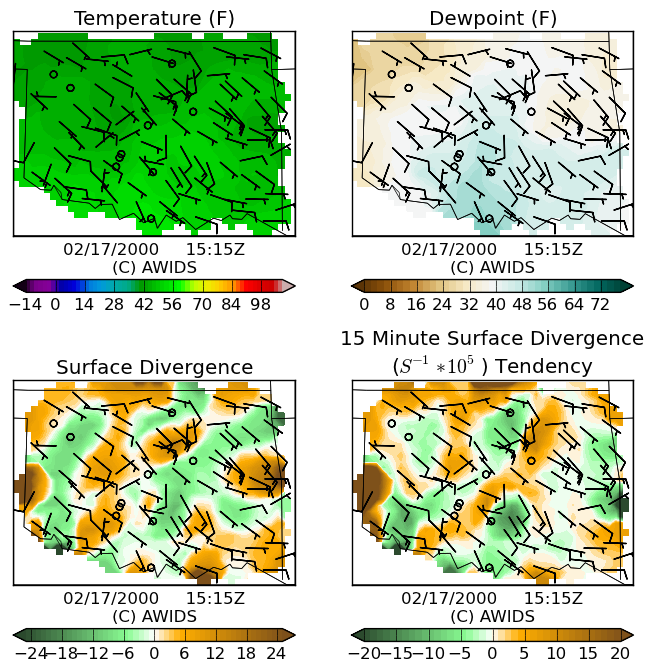 Temperature (F)
Dewpoint (F)
02/17/2000 15:15Z
(C) AWIDS
02/17/2000 15:15Z
(C) AWIDS
−14 0 14 28 42 56 70 84 98
0 8 16 24 32 40 48 56 64 72
Surface Divergence
15 Minute Surface Divergence
(S⁻¹ *10⁵ ) Tendency
02/17/2000 15:15Z
(C) AWIDS
02/17/2000 15:15Z
(C) AWIDS
−24 −18 −12 −6 0 6 12 18 24
−20 −15 −10 −5 0 5 10 15 20